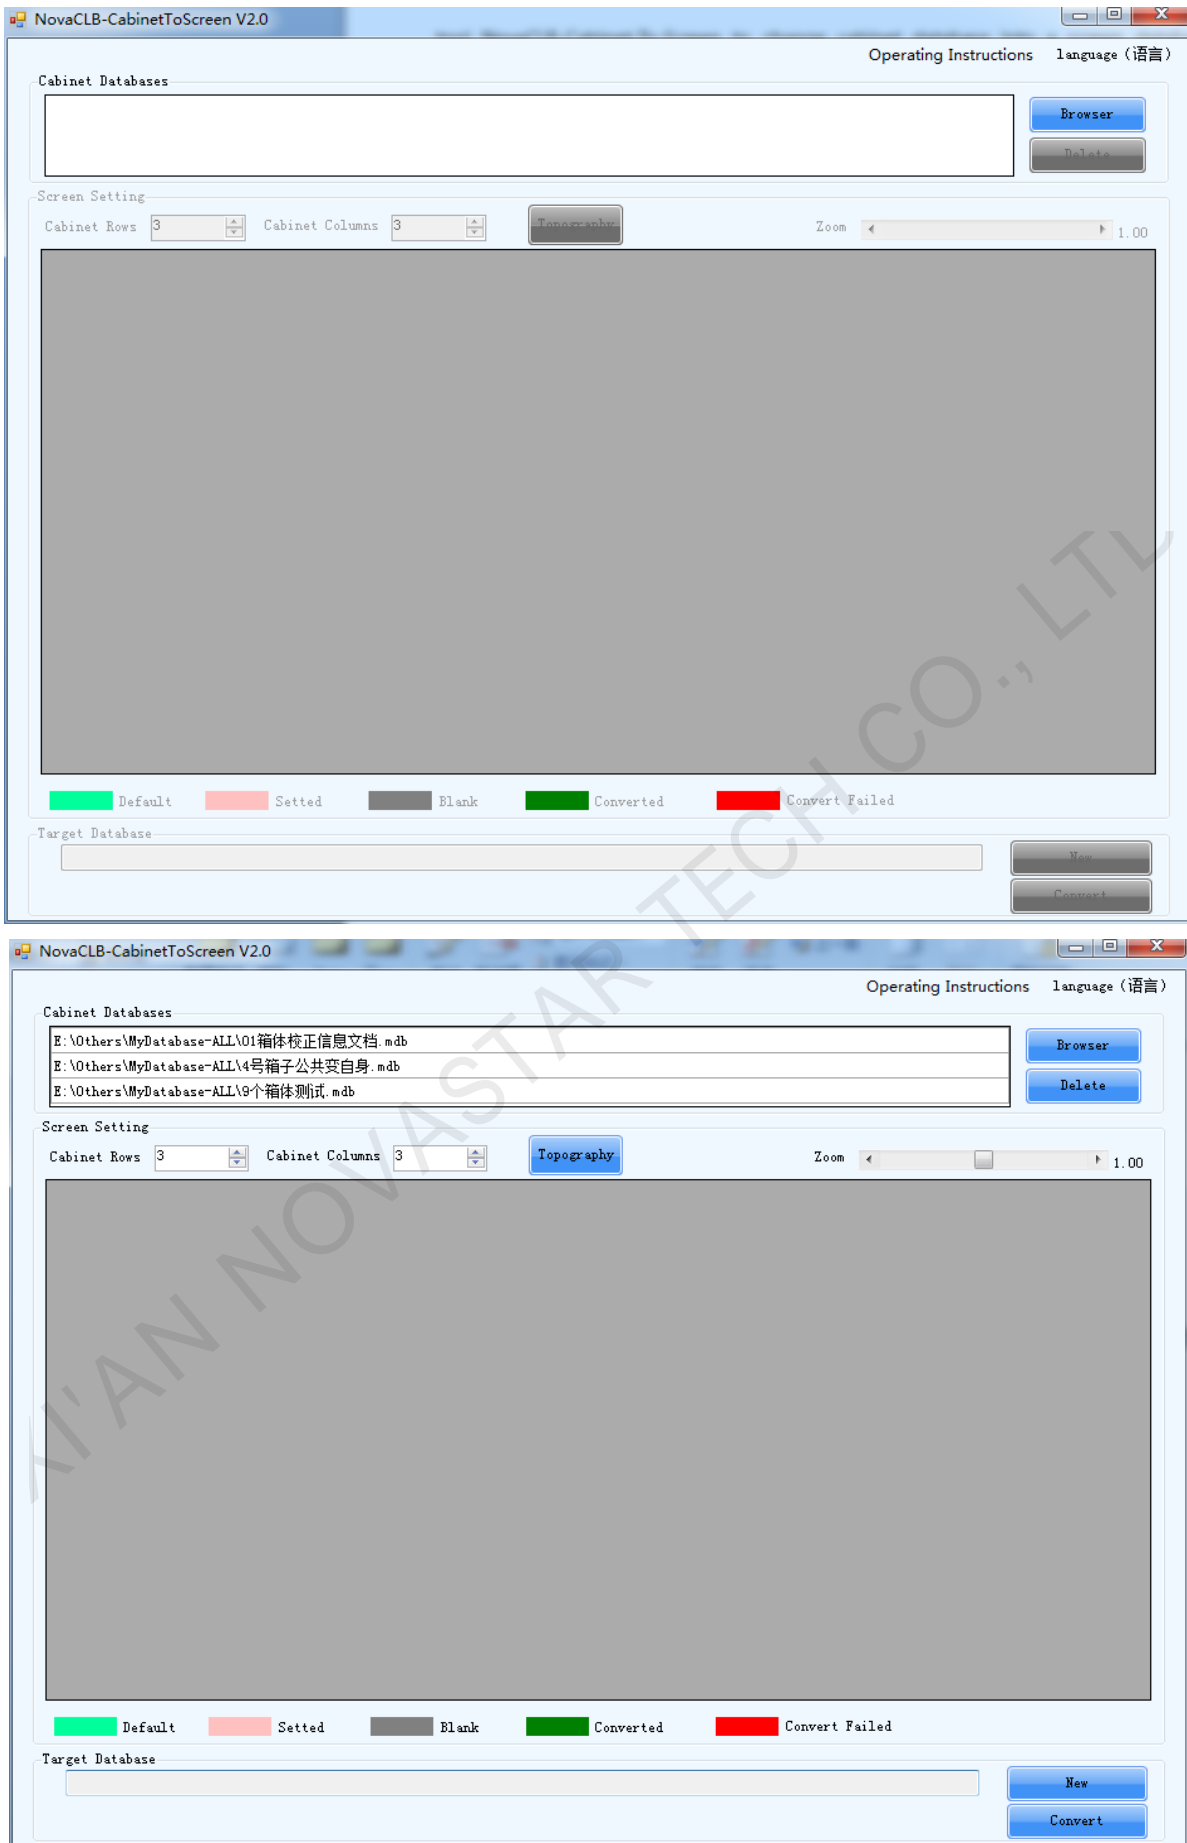 NovaCLB-CabinetToScreen V2.0
Operating Instructions language (语言)
Cabinet Databases
Browser
Delete
Screen Setting
Cabinet Rows 3 Cabinet Columns 3 Topography Zoom 1.00
Default Setted Blank Converted Convert Failed
Target Database
New
Convert
NovaCLB-CabinetToScreen V2.0
Operating Instructions language (语言)
Cabinet Databases
E:\Others\MyDatabase-ALL\01箱体校正信息文档.mdb
Browser
E:\Others\MyDatabase-ALL\4号箱子公共变自身.mdb
Delete
E:\Others\MyDatabase-ALL\9个箱体测试.mdb
Screen Setting
Cabinet Rows 3 Cabinet Columns 3 Topography Zoom 1.00
Default Setted Blank Converted Convert Failed
Target Database
New
Convert
XI'AN NOVASTAR TECH CO., LTD